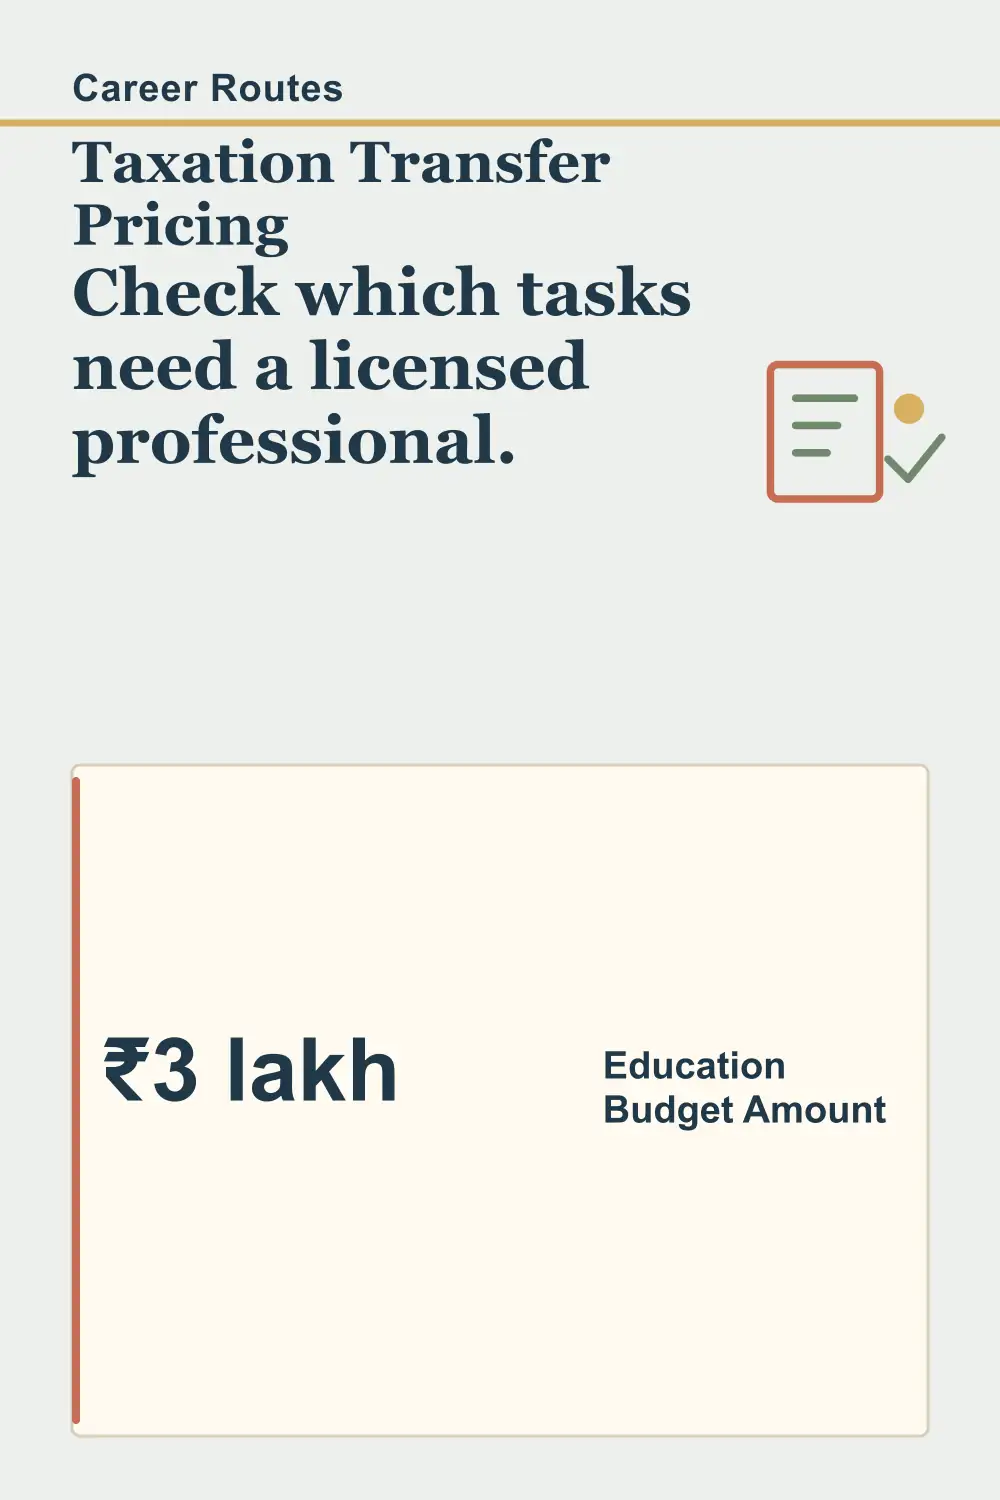 Career Routes
Taxation Transfer
Pricing
Check which tasks
need a licensed
professional.
₹3 lakh
Education
Budget Amount